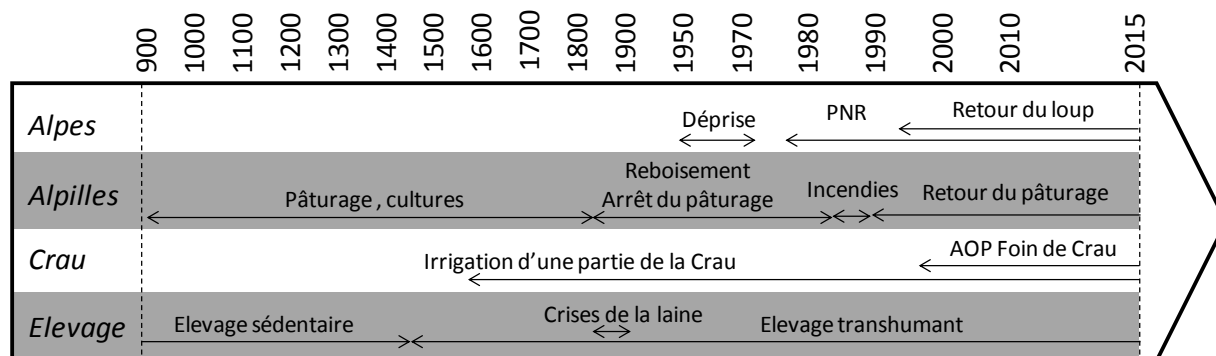 900 1000 1100 1200 1300 1400 1500 1600 1700 1800 1900 1950 1970 1980 1990 2000 2010 2015
Alpes
Déprise
PNR
Retour du loup
Alpilles
Pâturage , cultures
Reboisement
Arrêt du pâturage
Incendies
Retour du pâturage
Crau
Irrigation d'une partie de la Crau
AOP Foin de Crau
Elevage
Elevage sédentaire
Crises de la laine
Elevage transhumant